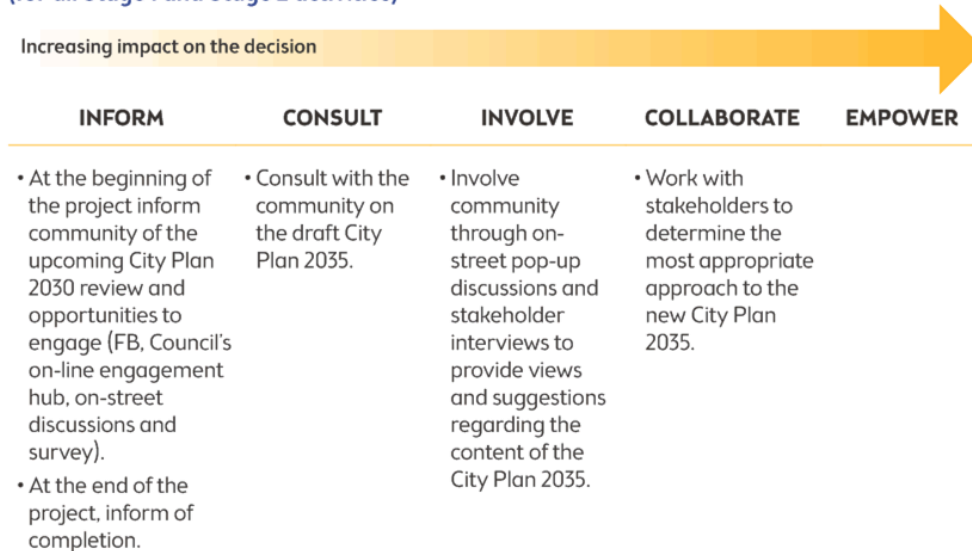 Increasing impact on the decision
INFORM
CONSULT
INVOLVE
COLLABORATE
EMPOWER
• At the beginning of
the project inform
community of the
upcoming City Plan
2030 review and
opportunities to
engage (FB, Council's
on-line engagement
hub, on-street
discussions and
survey).
• At the end of the
project, inform of
completion.
• Consult with the
community on
the draft City
Plan 2035.
• Involve
community
through on-
street pop-up
discussions and
stakeholder
interviews to
provide views
and suggestions
regarding the
content of the
City Plan 2035.
• Work with
stakeholders to
determine the
most appropriate
approach to the
new City Plan
2035.